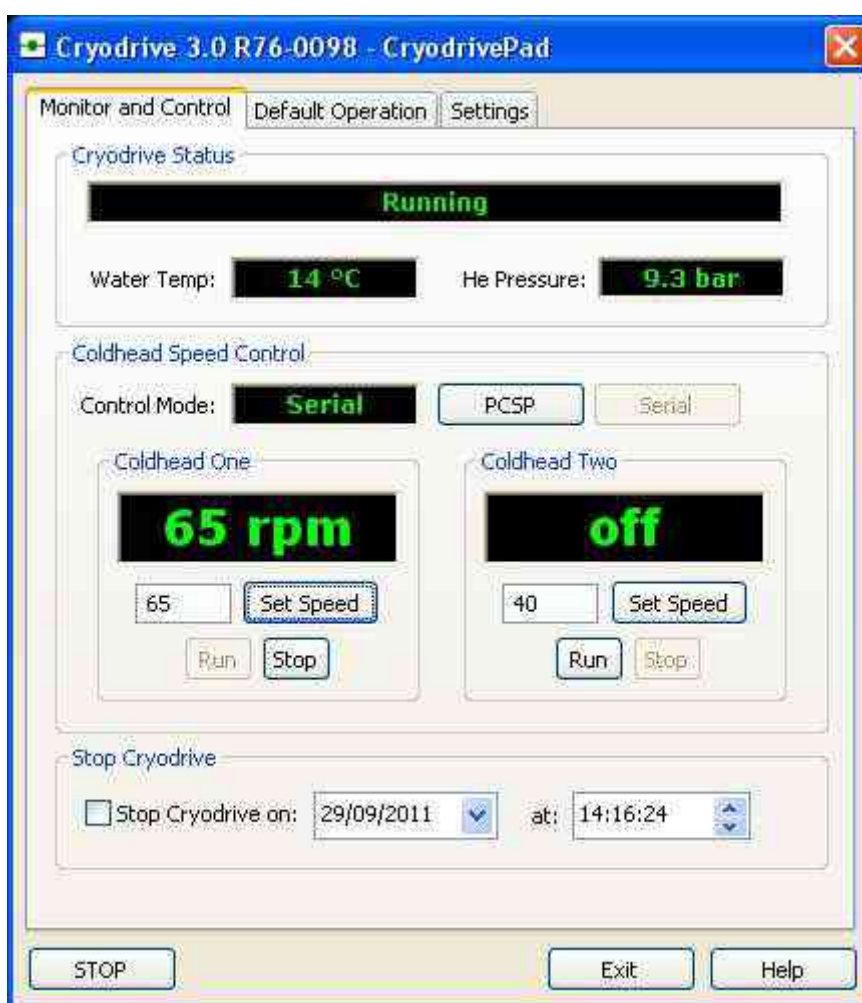 Cryodrive 3.0 R76-0098 - CryodrivePad
Monitor and Control Default Operation Settings
Cryodrive Status
Running
Water Temp: 14 ºC He Pressure: 9.3 bar
Coldhead Speed Control
Control Mode: Serial PCSP Serial
Coldhead One Coldhead Two
65 rpm off
65 Set Speed 40 Set Speed
Run Stop Run Stop
Stop Cryodrive
Stop Cryodrive on: 29/09/2011 at: 14:16:24
STOP Exit Help